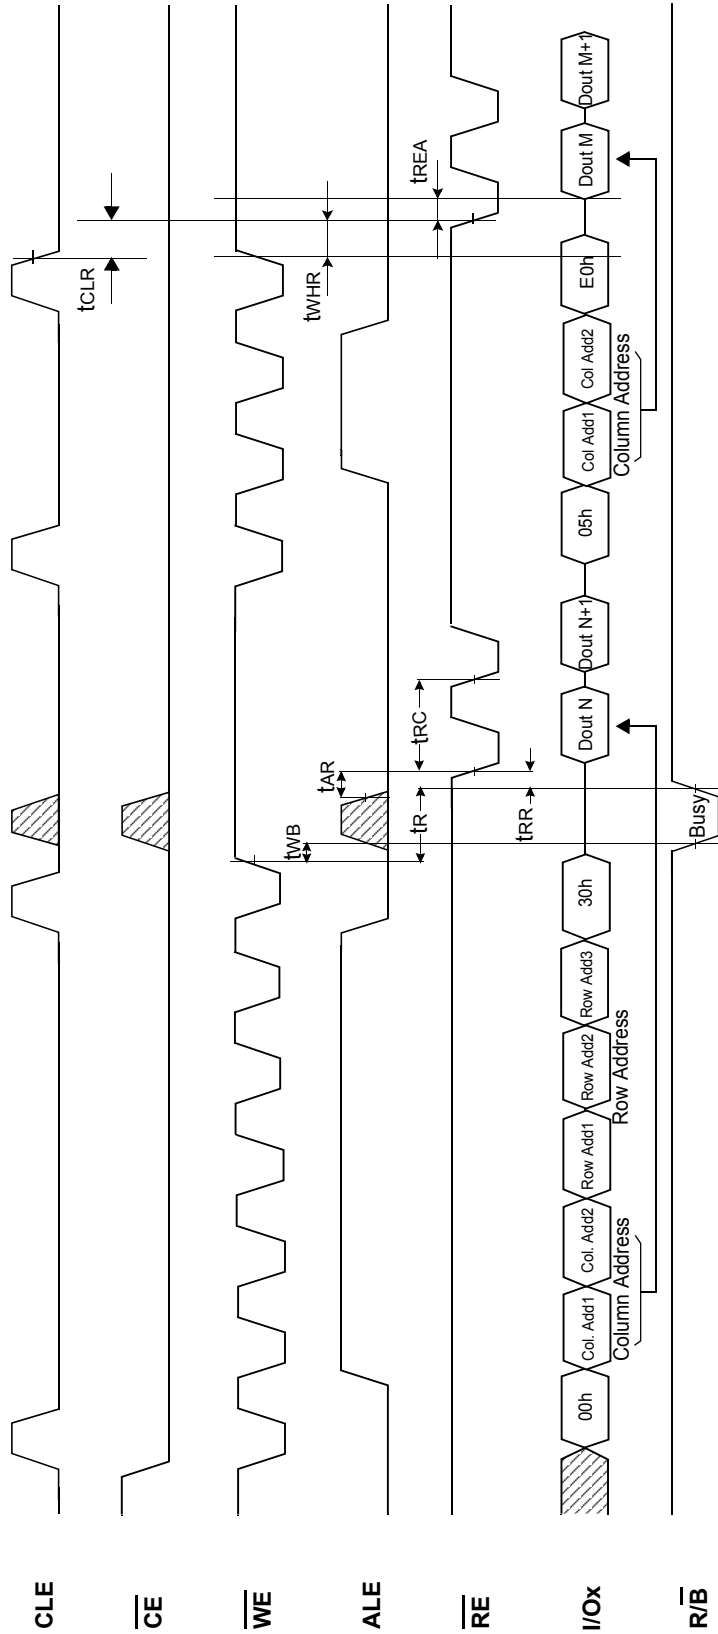 CLE
tCLR
CE
WE
tWB
tWHR
ALE
tAR
tR
tRC
tREA
RE
tRR
I/Ox
00h
Col. Add1
Col. Add2
Row Add1
Row Add2
Row Add3
30h
Dout N
Dout N+1
05h
Col Add1
Col Add2
E0h
Dout M
Dout M+1
Column Address
Row Address
Column Address
R/B
Busy